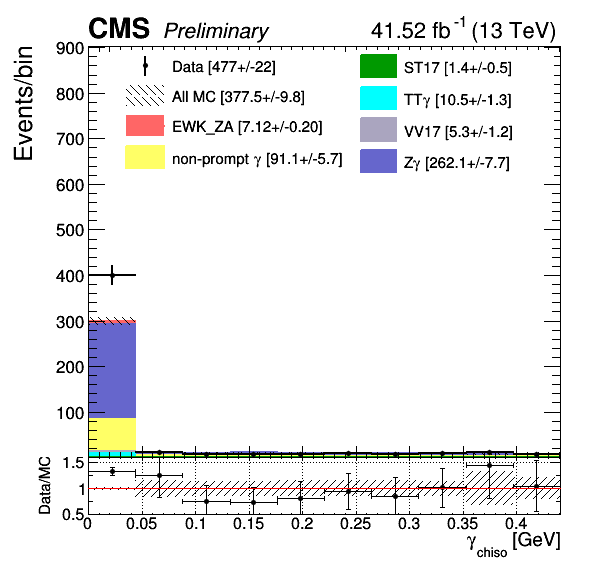 CMS Preliminary 41.52 fb⁻¹ (13 TeV)
Events/bin
900
800
700
600
500
400
300
200
100
Data [477+/-22]
All MC [377.5+/-9.8]
EWK_ZA [7.12+/-0.20]
non-prompt γ [91.1+/-5.7]
ST17 [1.4+/-0.5]
TTγ [10.5+/-1.3]
VV17 [5.3+/-1.2]
Zγ [262.1+/-7.7]
Data/MC
1.5
1
0.5
0 0.05 0.1 0.15 0.2 0.25 0.3 0.35 0.4
γchiso [GeV]